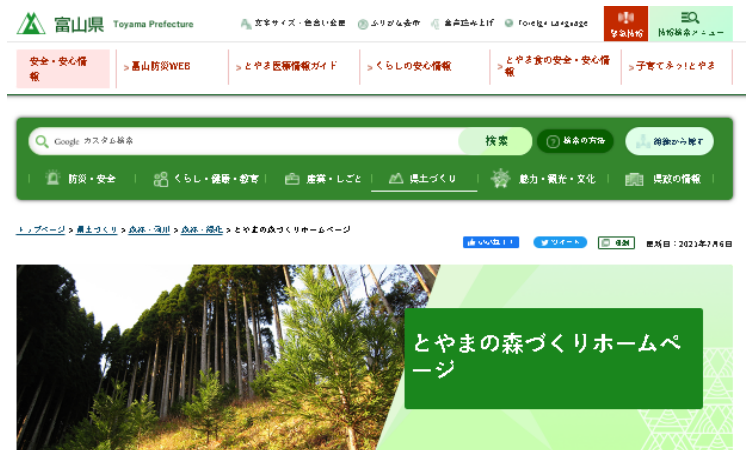 富山県 Toyama Prefecture
文字サイズ・色合い変更
ふりがな表示
音声読み上げ
Foreign Language
緊急情報
情報検索メニュー
安全・安心情
報
富山防災WEB
とやま医療情報ガイド
くらしの安心情報
とやま食の安全・安心情
報
子育てネッ!とやま
Google カスタム検索
検索
検索の方法
組織から探す
防災・安全
くらし・健康・教育
産業・しごと
県土づくり
魅力・観光・文化
県政の情報
トップページ > 県土づくり > 森林・河川 > 森林・緑化 > とやまの森づくりホームページ
いいね!
ツイート
印刷
更新日:2021年7月6日
とやまの森づくりホームペ
ージ